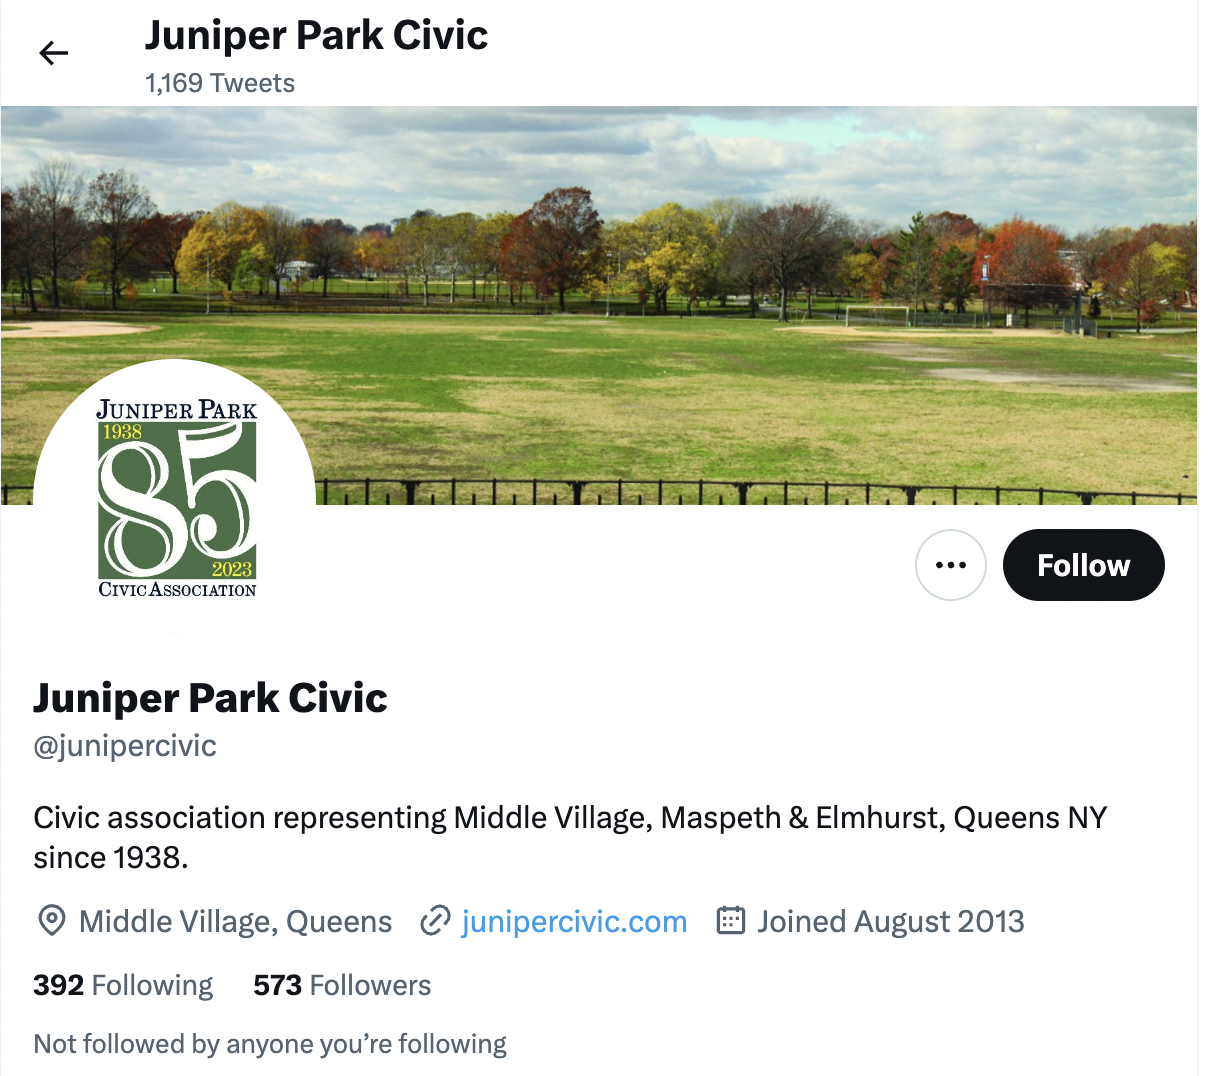 Juniper Park Civic
1,169 Tweets
JUNIPER PARK
1938
85
2023
CIVIC ASSOCIATION
Follow
Juniper Park Civic
@junipercivic
Civic association representing Middle Village, Maspeth & Elmhurst, Queens NY
since 1938.
Middle Village, Queens junipercivic.com Joined August 2013
392 Following 573 Followers
Not followed by anyone you’re following